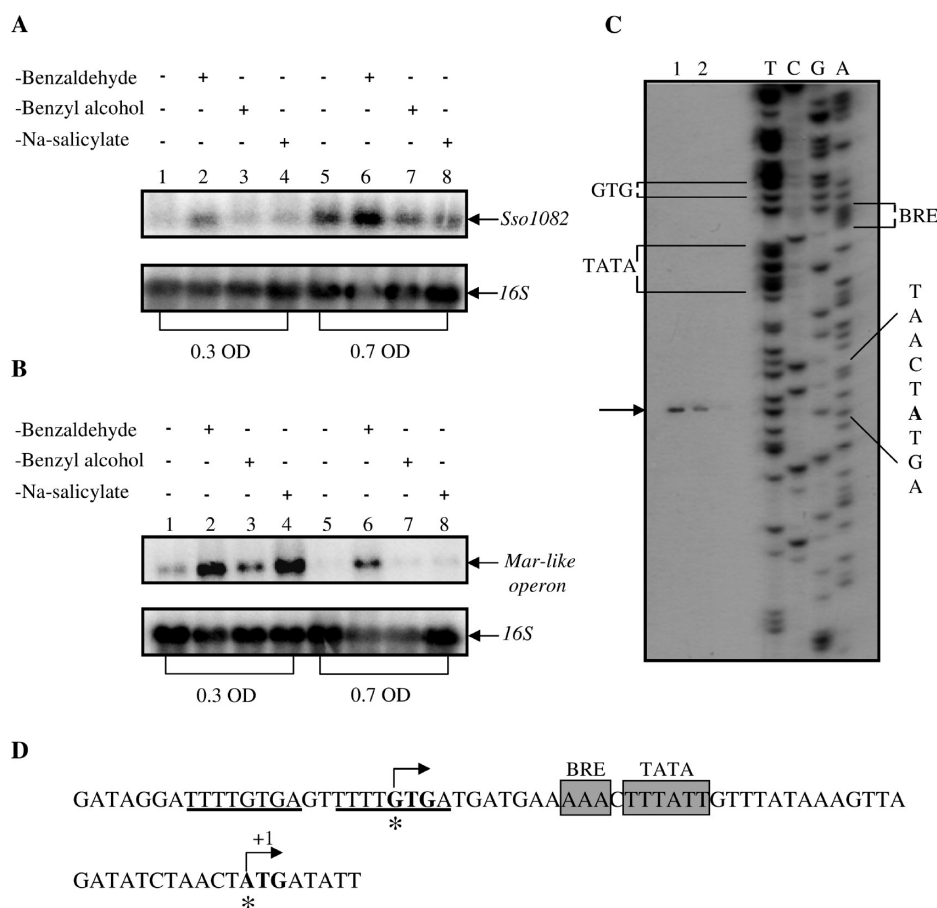 A
-Benzaldehyde - + - - - + - -
-Benzyl alcohol - - + - - - + -
-Na-salicylate - - - + - - - +
1 2 3 4 5 6 7 8
Sso1082
16S
0.3 OD 0.7 OD
B
-Benzaldehyde - + - - - + - -
-Benzyl alcohol - - + - - - + -
-Na-salicylate - - - + - - - +
1 2 3 4 5 6 7 8
Mar-like
operon
16S
0.3 OD 0.7 OD
C
1 2 T C G A
GTG
BRE
TATA
T
A
A
C
T
A
T
G
A
D
BRE TATA
GATAGGATTTTGTGAGTTTTTGTGATGATGAAAAACTTTATTGTTTATAAAGTTA
*
+1
GATATCTAACTATGATATT
*